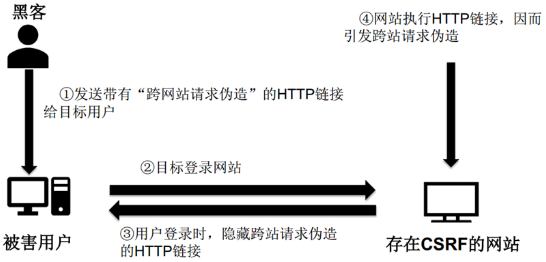 黑客
④网站执行HTTP链接，因而
引发跨站请求伪造
①发送带有“跨网站请求伪造”的HTTP链接
给目标用户
②目标登录网站
③用户登录时，隐藏跨站请求伪造
的HTTP链接
被害用户
存在CSRF的网站